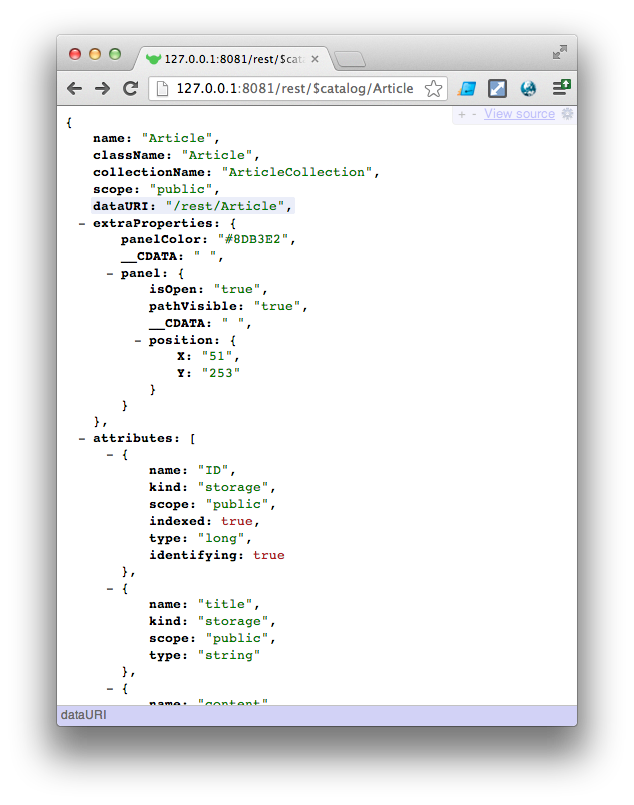 127.0.0.1:8081/rest/$cata
127.0.0.1:8081/rest/$catalog/Article
+ - View source
{
name: "Article",
className: "Article",
collectionName: "ArticleCollection",
scope: "public",
dataURI: "/rest/Article",
- extraProperties: {
panelColor: "#8DB3E2",
__CDATA: " ",
- panel: {
isOpen: "true",
pathVisible: "true",
__CDATA: " ",
- position: {
X: "51",
Y: "253"
}
}
},
- attributes: [
- {
name: "ID",
kind: "storage",
scope: "public",
indexed: true,
type: "long",
identifying: true
},
- {
name: "title",
kind: "storage",
scope: "public",
type: "string"
},
- {
name: "content"
dataURI